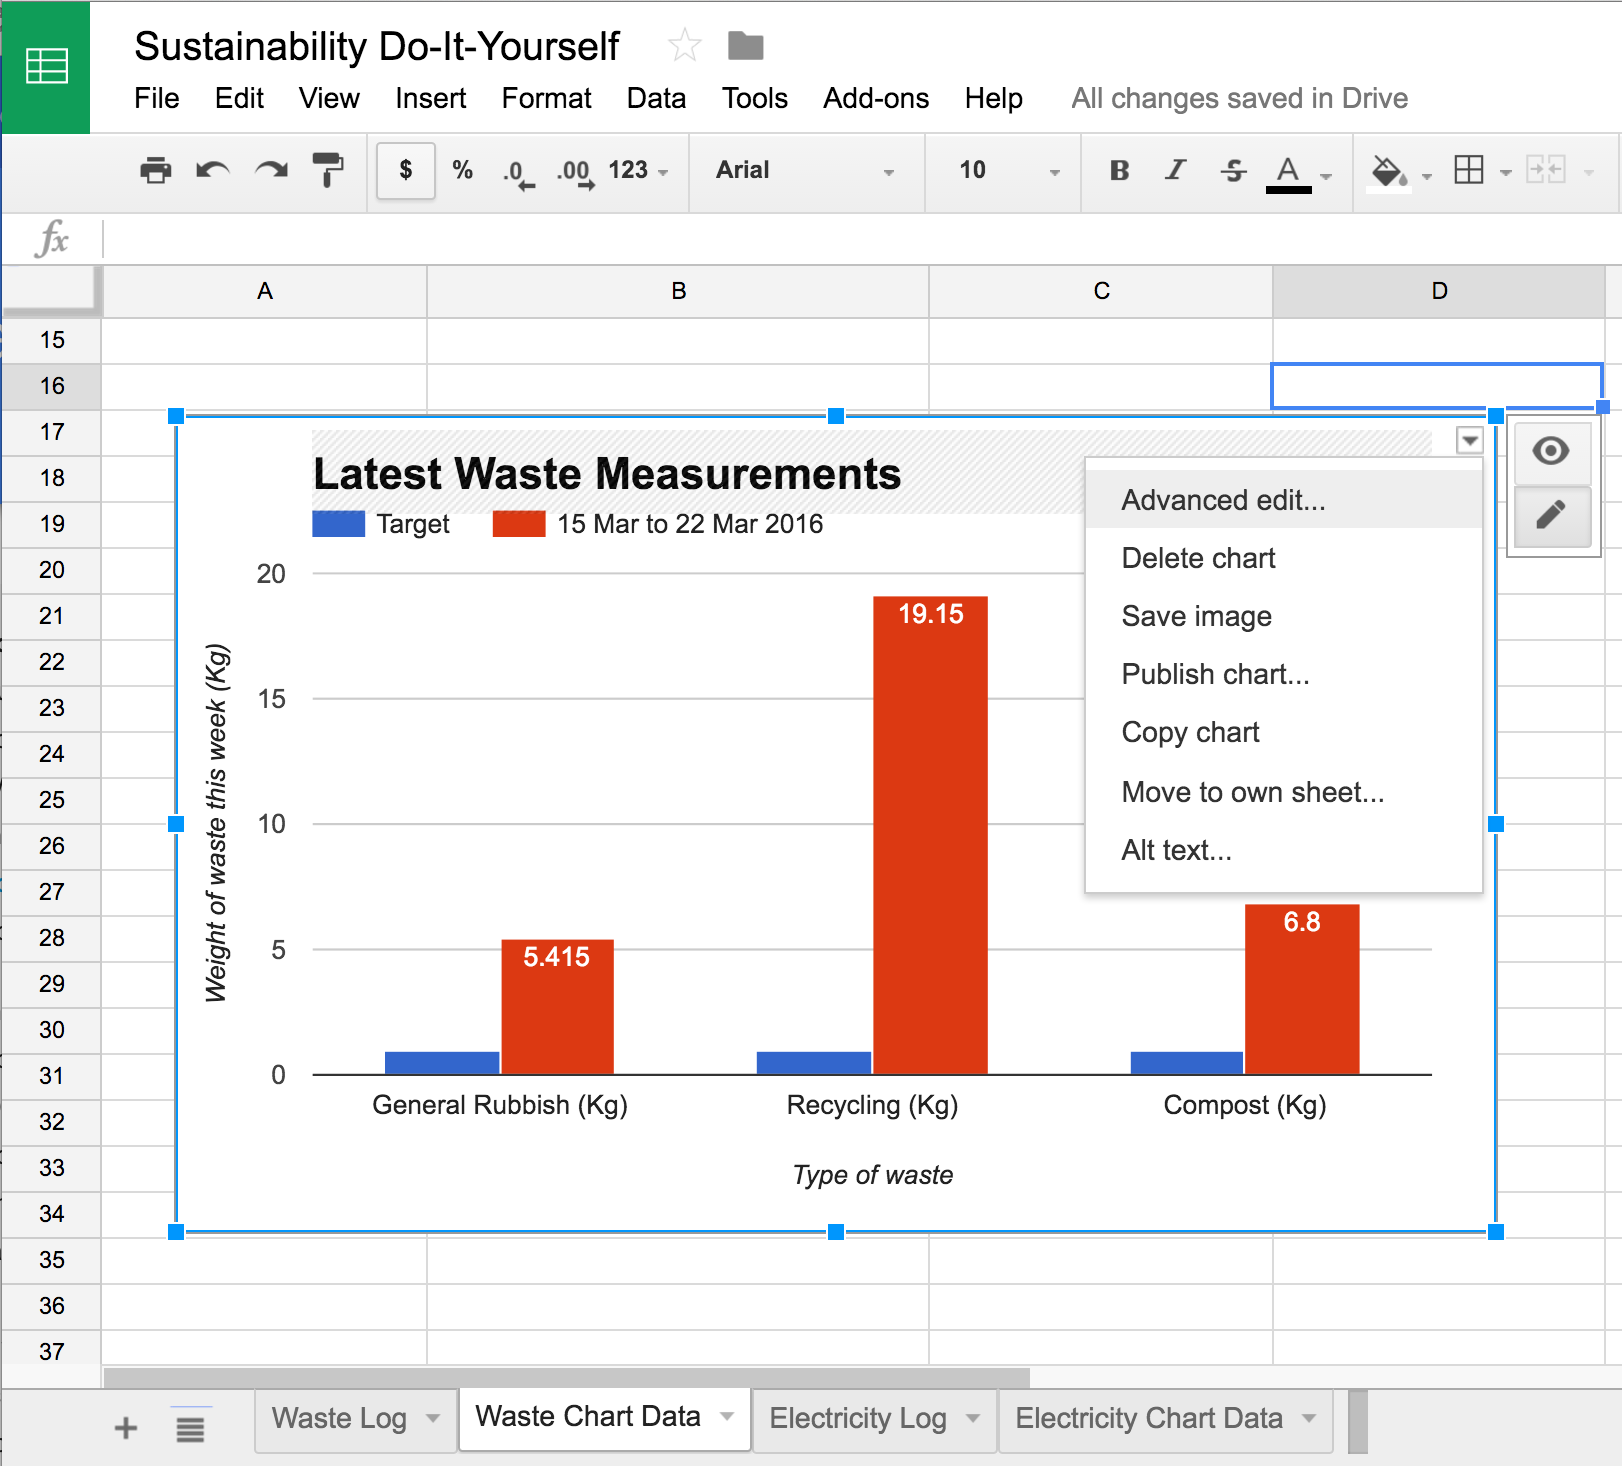 Sustainability Do-It-Yourself
File Edit View Insert Format Data Tools Add-ons Help All changes saved in Drive
$ % .0 .00 123 Arial 10 B I S A
fx
A B C D
15
16
17
18
19
20
21
22
23
24
25
26
27
28
29
30
31
32
33
34
35
36
37
Latest Waste Measurements
Target 15 Mar to 22 Mar 2016
20
15
10
5
0
Weight of waste this week (Kg)
19.15
5.415
6.8
General Rubbish (Kg) Recycling (Kg) Compost (Kg)
Type of waste
Advanced edit...
Delete chart
Save image
Publish chart...
Copy chart
Move to own sheet...
Alt text...
+ Waste Log Waste Chart Data Electricity Log Electricity Chart Data